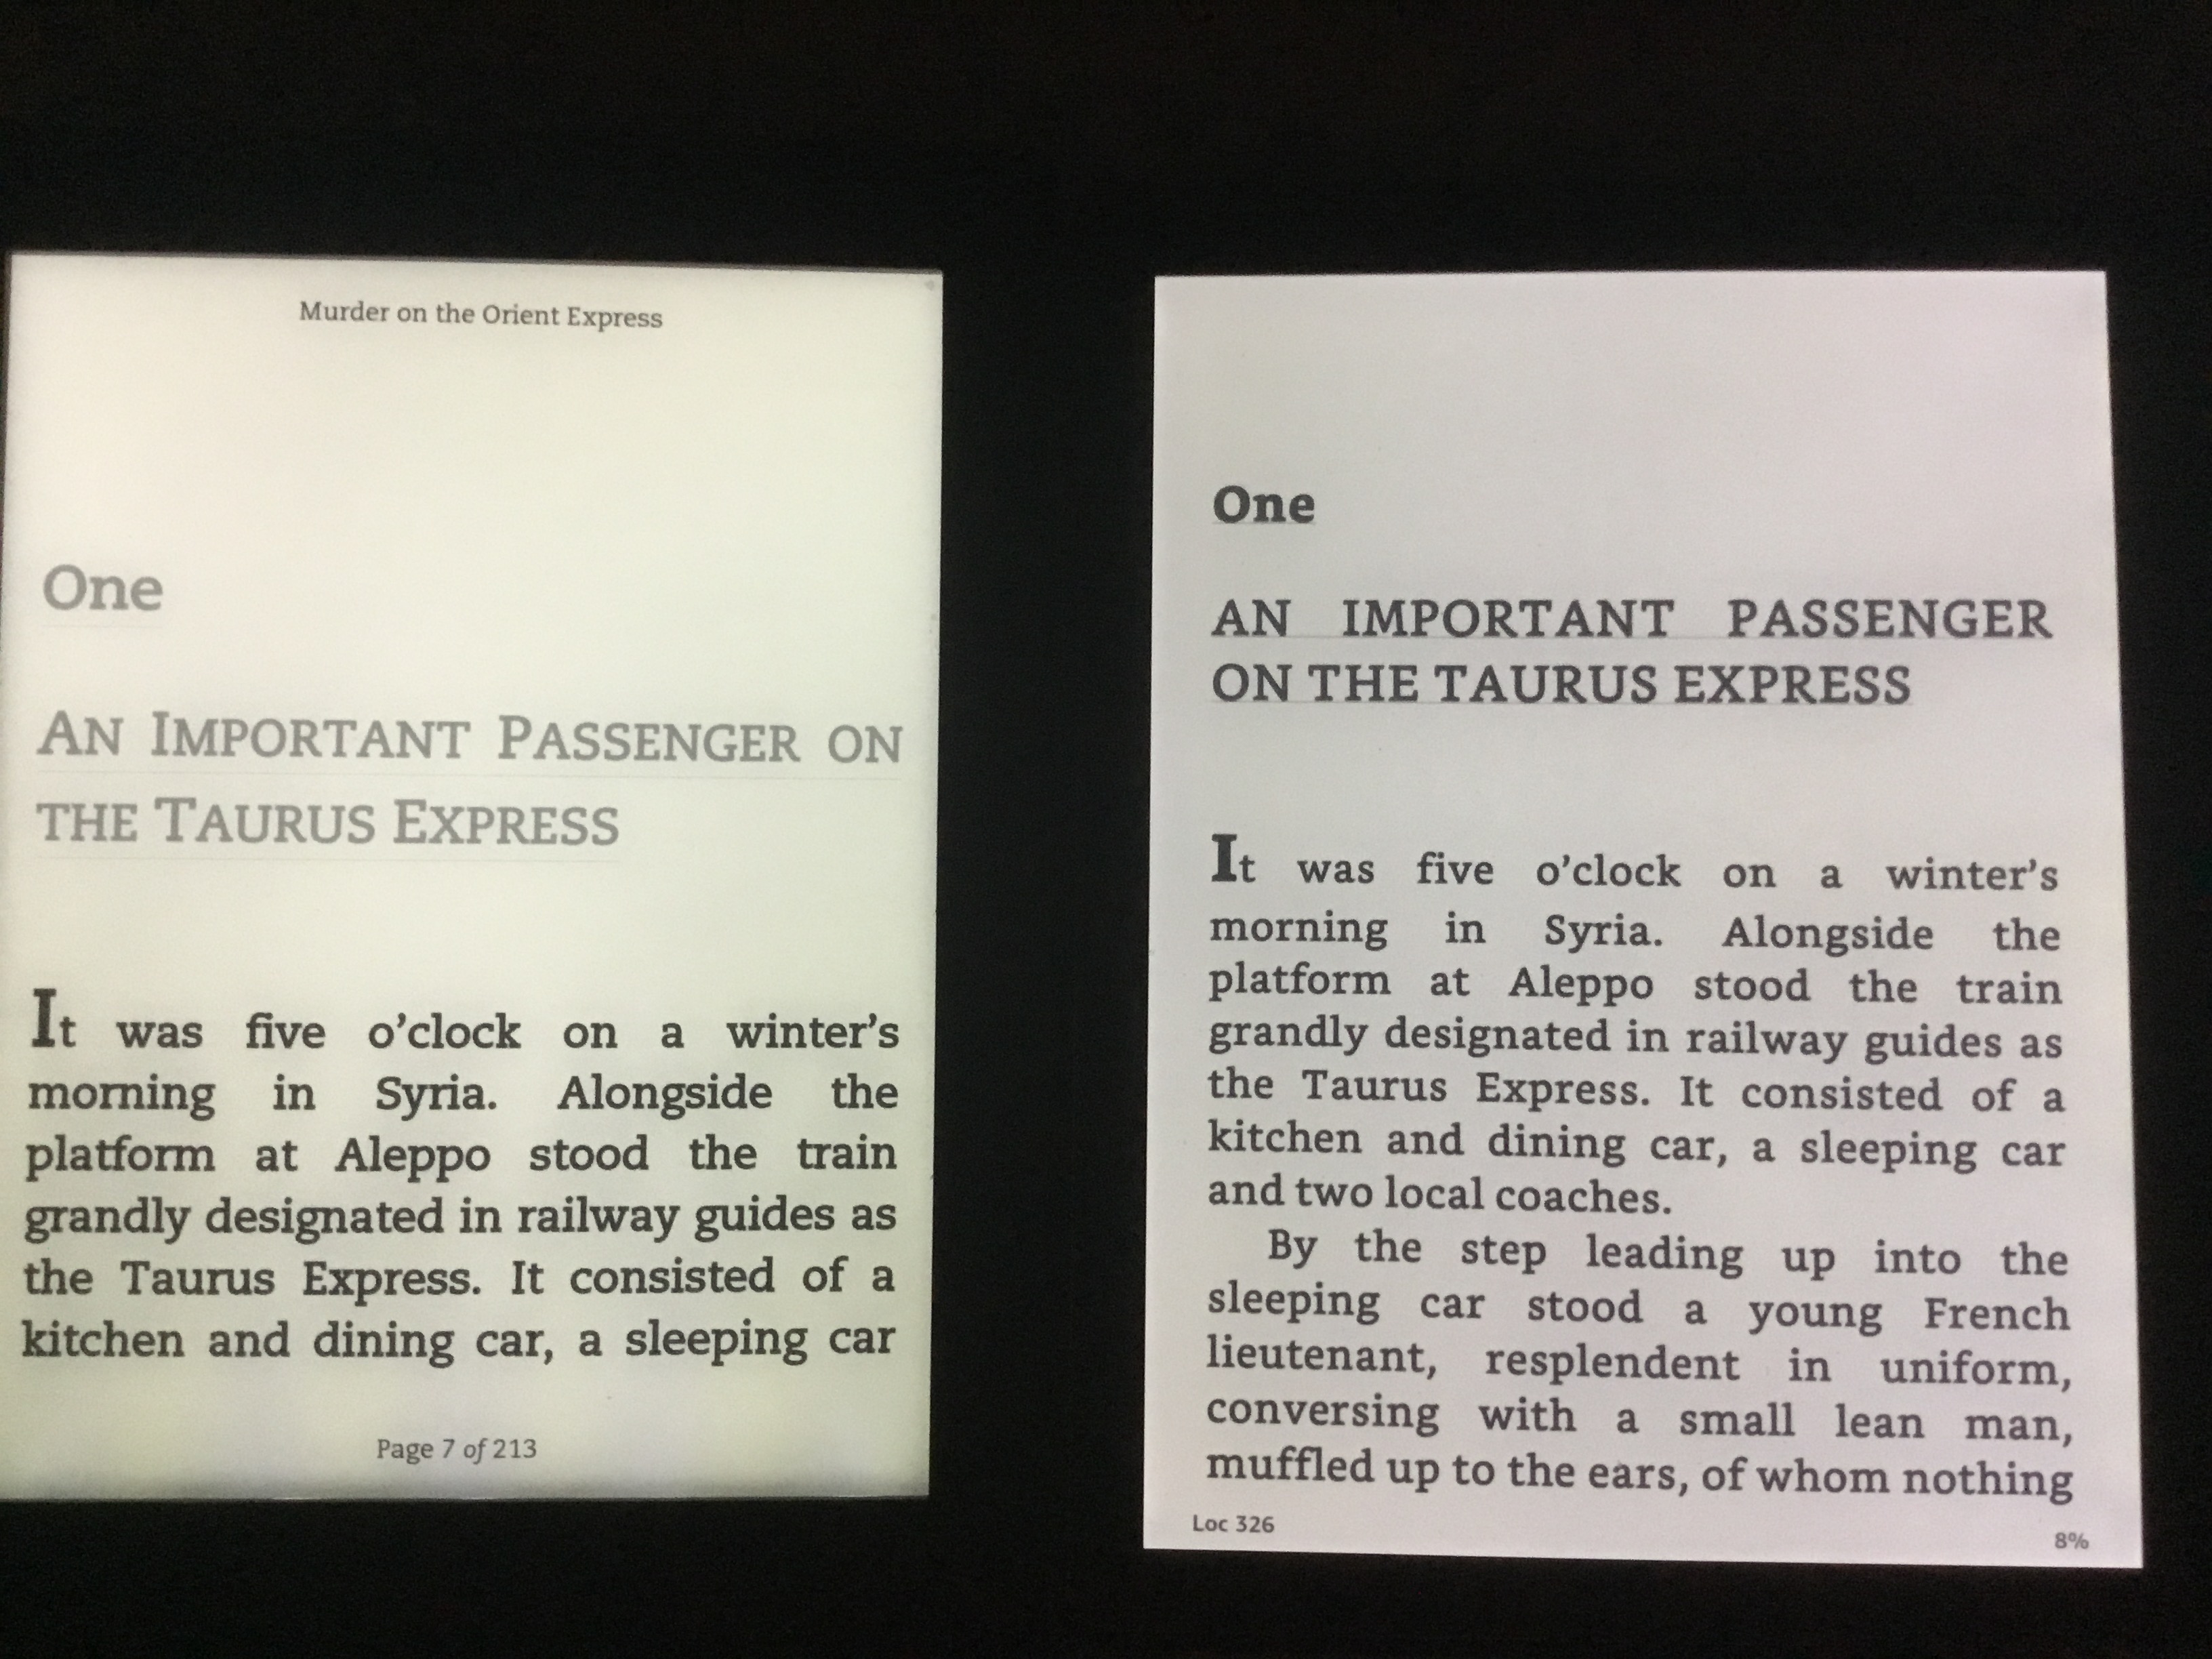 Murder on the Orient Express
One
AN IMPORTANT PASSENGER ON
THE TAURUS EXPRESS
It was five o’clock on a winter’s
morning in Syria. Alongside the
platform at Aleppo stood the train
grandly designated in railway guides as
the Taurus Express. It consisted of a
kitchen and dining car, a sleeping car
Page 7 of 213
One
AN IMPORTANT PASSENGER
ON THE TAURUS EXPRESS
It was five o’clock on a winter’s
morning in Syria. Alongside the
platform at Aleppo stood the train
grandly designated in railway guides as
the Taurus Express. It consisted of a
kitchen and dining car, a sleeping car
and two local coaches.
By the step leading up into the
sleeping car stood a young French
lieutenant, resplendent in uniform,
conversing with a small lean man,
muffled up to the ears, of whom nothing
Loc 326
8%